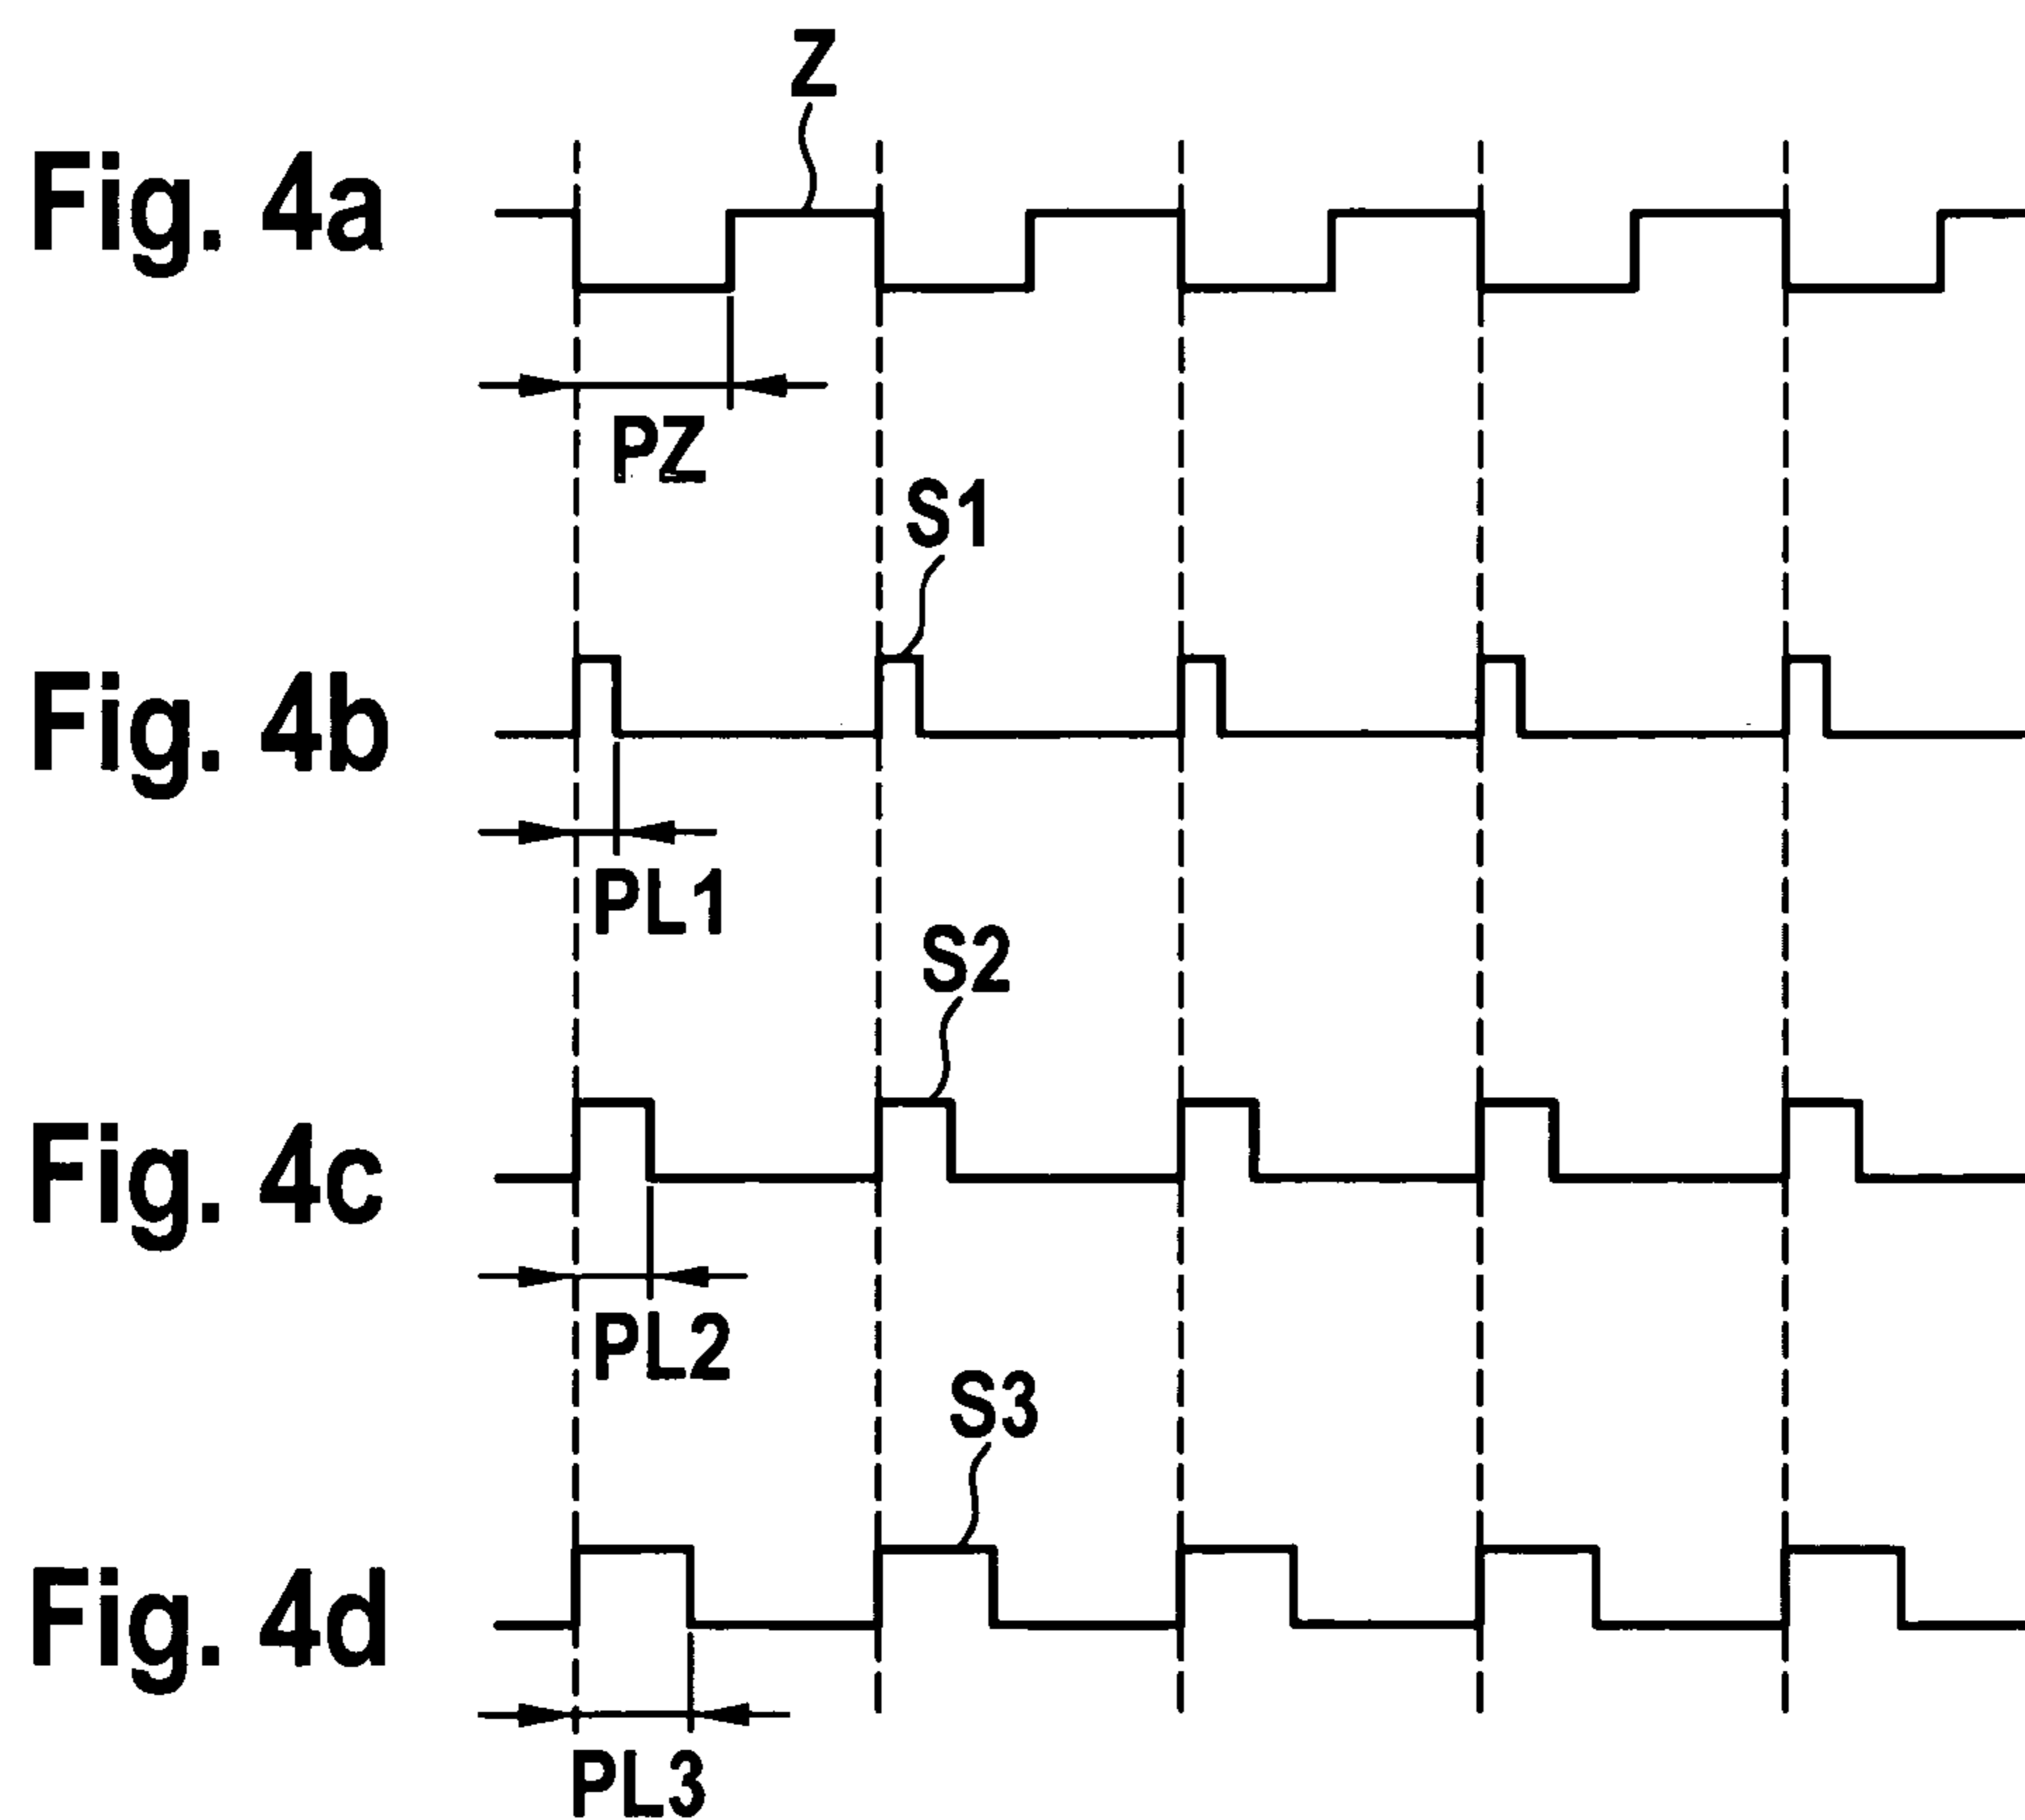 Z
Fig. 4a
PZ
S1
Fig. 4b
PL1
S2
Fig. 4c
PL2
S3
Fig. 4d
PL3